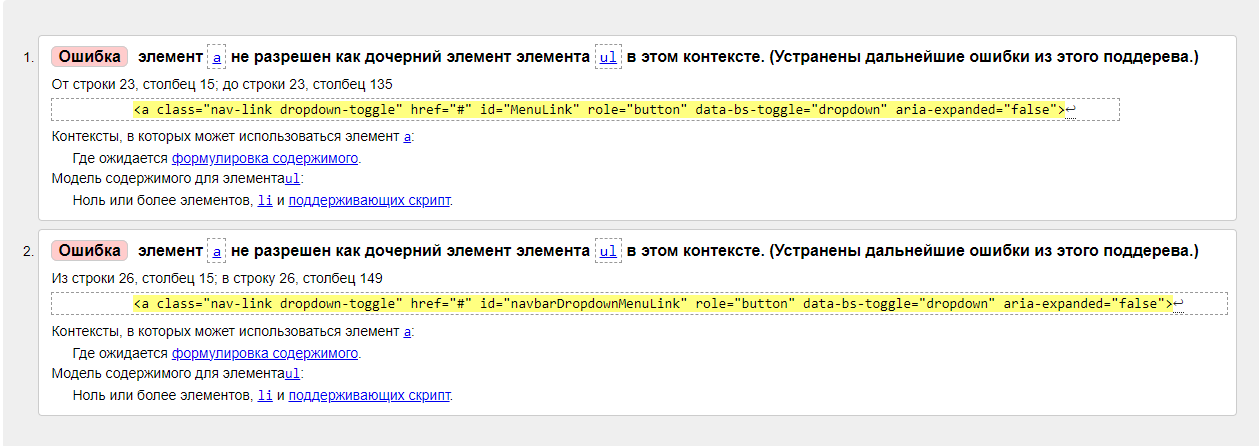 1. Ошибка элемент a не разрешен как дочерний элемент элемента ul в этом контексте. (Устранены дальнейшие ошибки из этого поддерева.)
От строки 23, столбец 15; до строки 23, столбец 135
<a class="nav-link dropdown-toggle" href="#" id="MenuLink" role="button" data-bs-toggle="dropdown" aria-expanded="false">↩
Контексты, в которых может использоваться элемент a:
Где ожидается формулировка содержимого.
Модель содержимого для элементаul:
Ноль или более элементов, li и поддерживающих скрипт.
2. Ошибка элемент a не разрешен как дочерний элемент элемента ul в этом контексте. (Устранены дальнейшие ошибки из этого поддерева.)
Из строки 26, столбец 15; в строку 26, столбец 149
<a class="nav-link dropdown-toggle" href="#" id="navbarDropdownMenuLink" role="button" data-bs-toggle="dropdown" aria-expanded="false">↩
Контексты, в которых может использоваться элемент a:
Где ожидается формулировка содержимого.
Модель содержимого для элементаul:
Ноль или более элементов, li и поддерживающих скрипт.